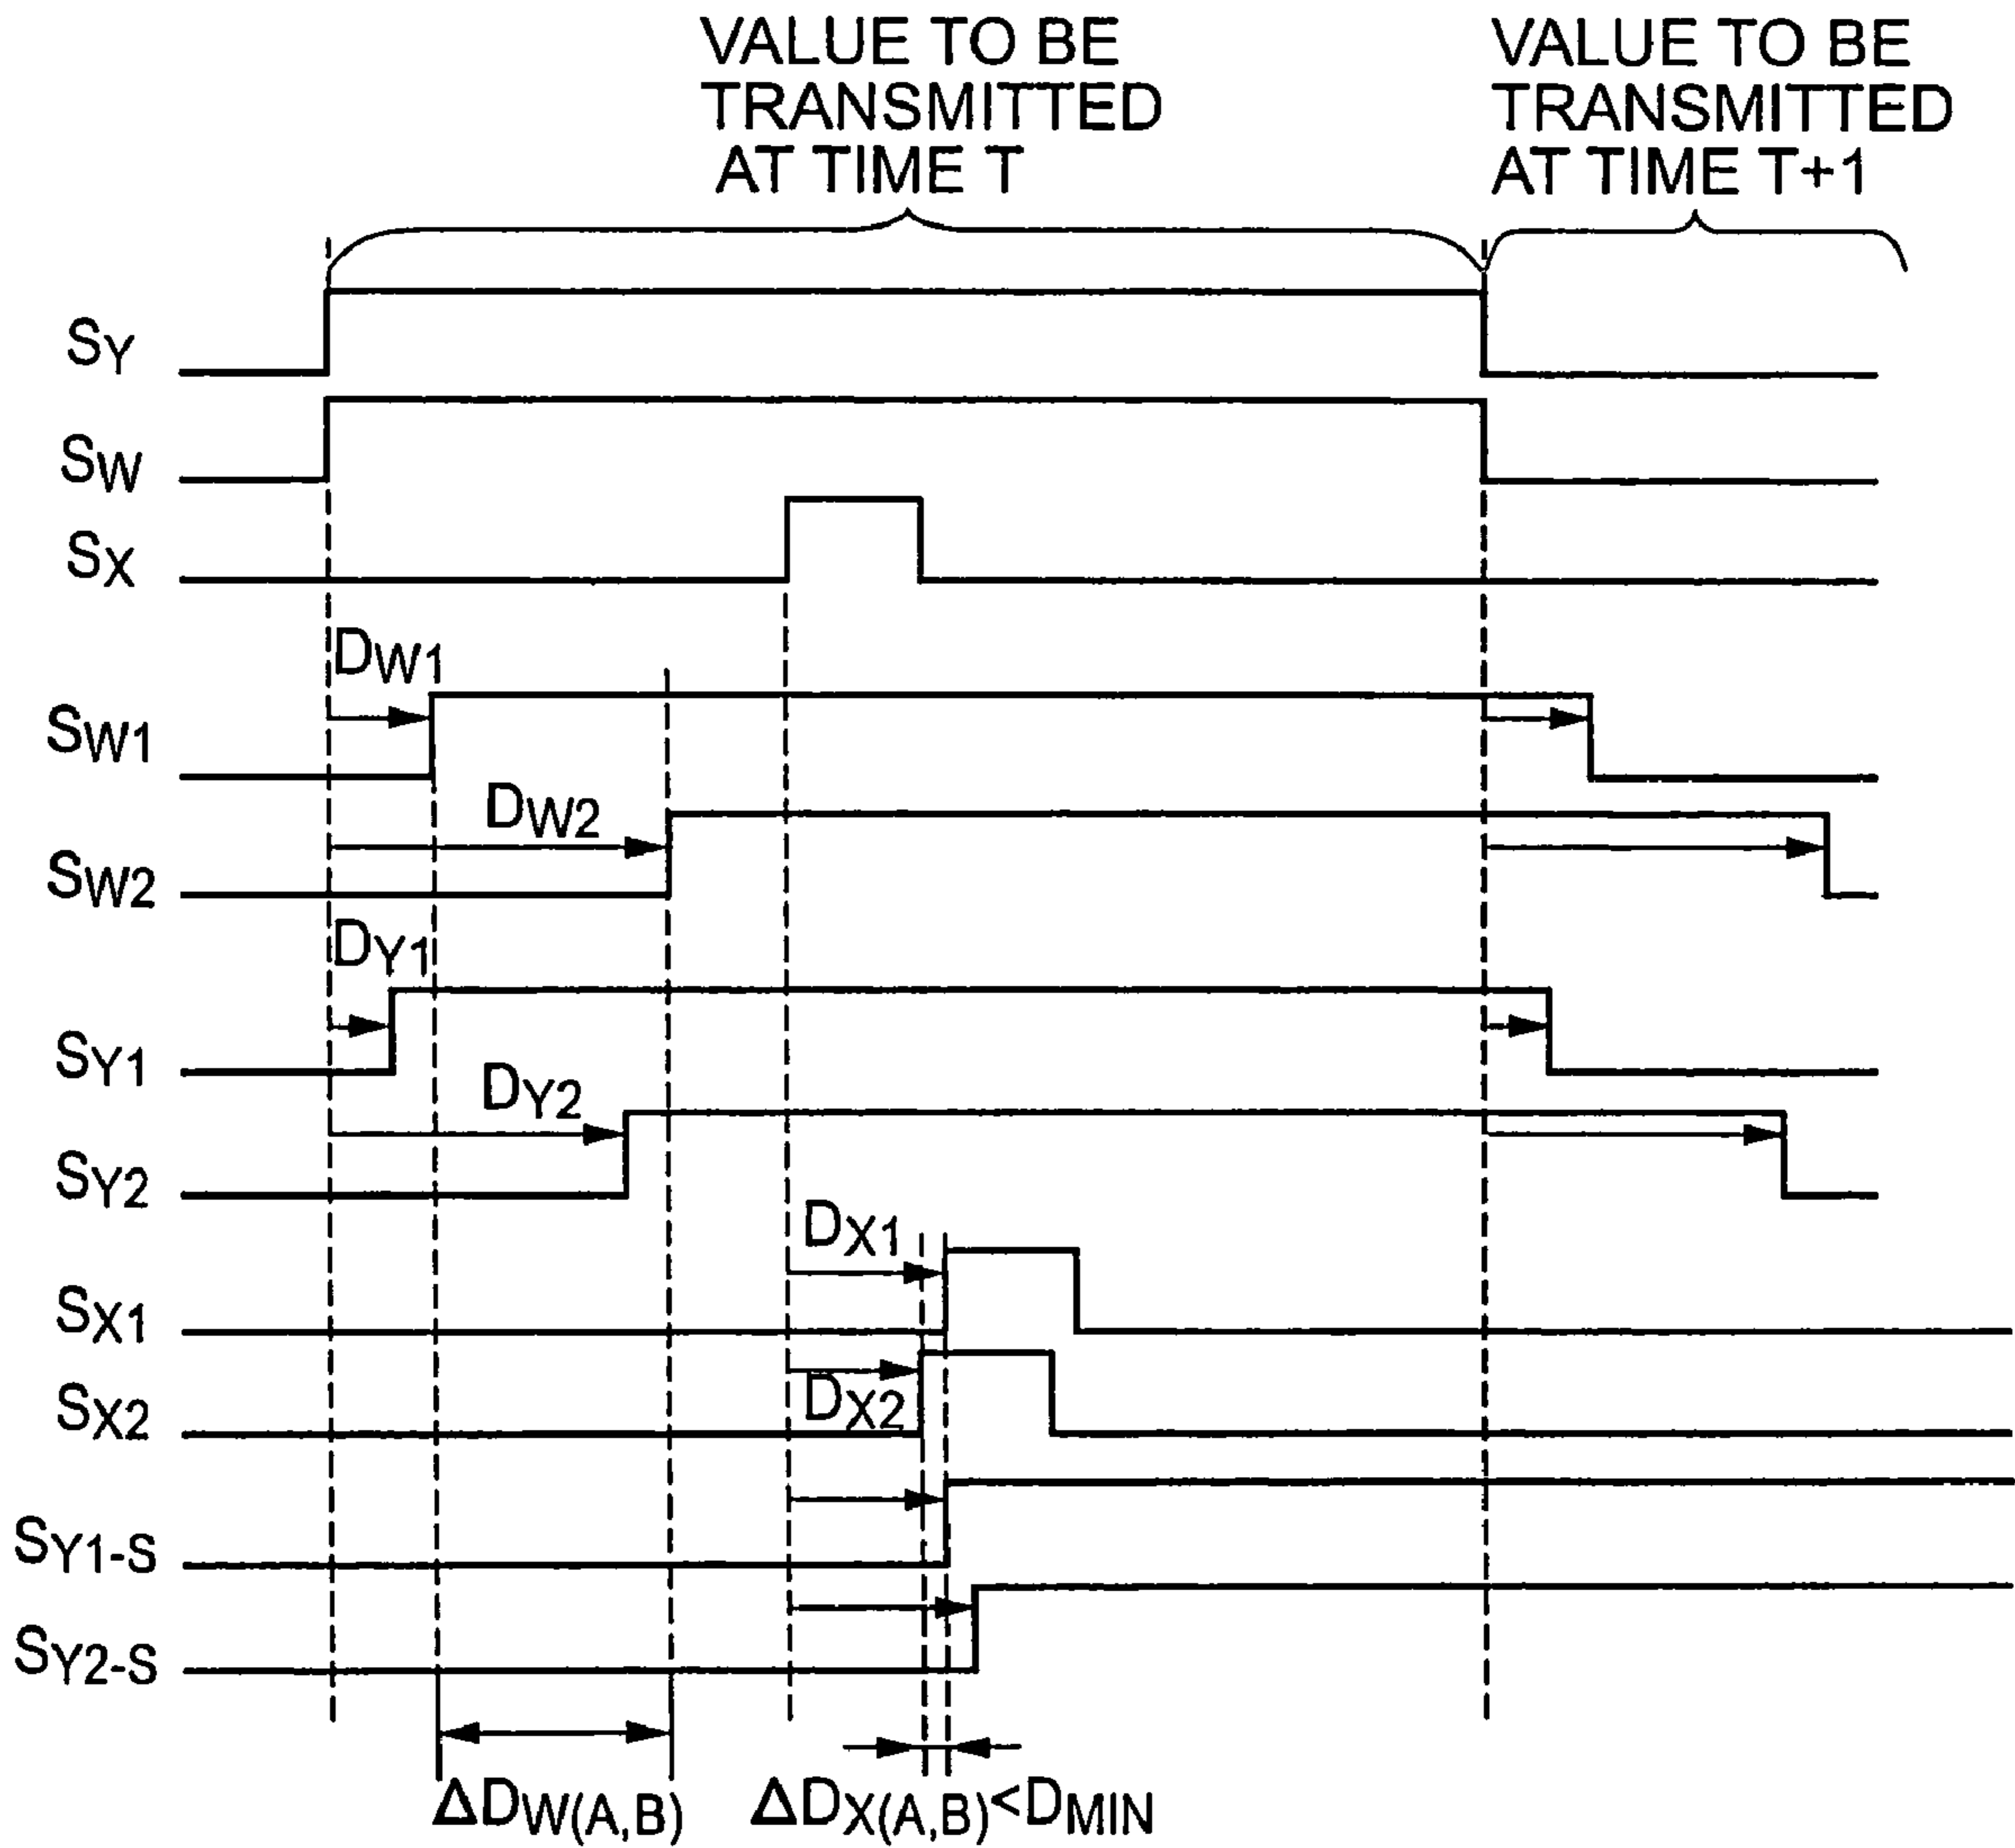 VALUE TO BE
TRANSMITTED
AT TIME T
VALUE TO BE
TRANSMITTED
AT TIME T+1
SY
SW
SX
DW1
SW1
DW2
SW2
DY1
SY1
DY2
SY2
DX1
SX1
DX2
SX2
SY1-S
SY2-S
ΔDW(A,B)
ΔDX(A,B)<DMIN